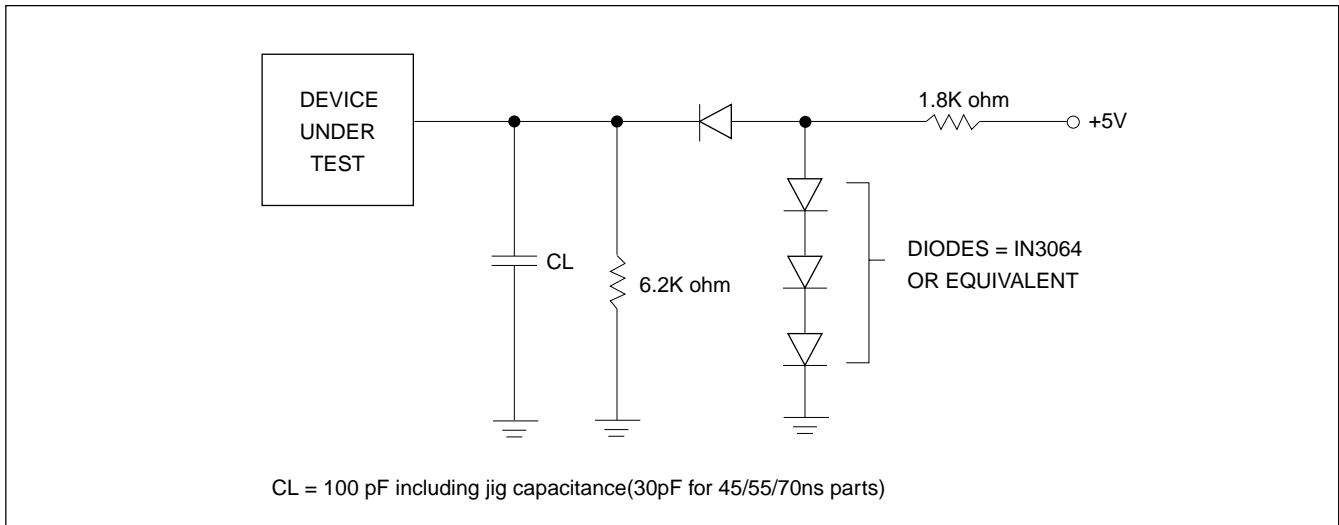 DEVICE
UNDER
TEST
1.8K ohm
+5V
CL
6.2K ohm
DIODES = IN3064
OR EQUIVALENT
CL = 100 pF including jig capacitance(30pF for 45/55/70ns parts)